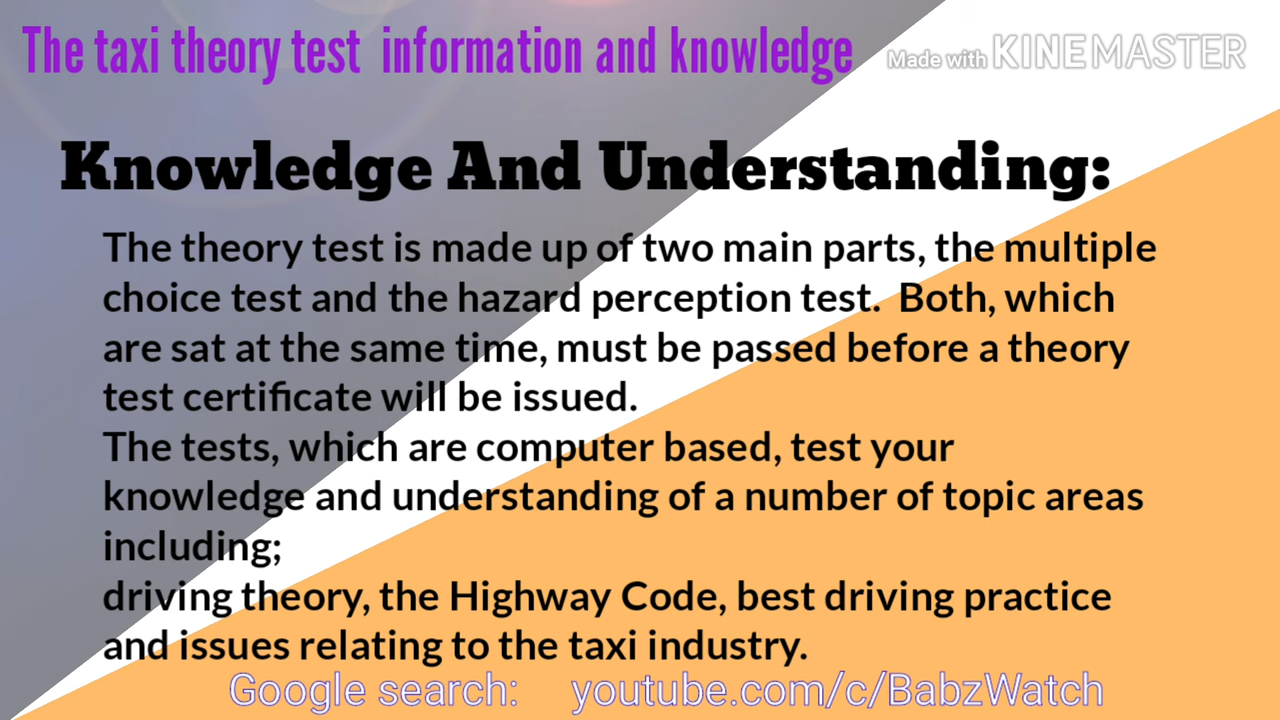 The taxi theory test information and knowledge
Made with KINEMASTER
Knowledge And Understanding:
The theory test is made up of two main parts, the multiple
choice test and the hazard perception test. Both, which
are sat at the same time, must be passed before a theory
test certificate will be issued.
The tests, which are computer based, test your
knowledge and understanding of a number of topic areas
including;
driving theory, the Highway Code, best driving practice
and issues relating to the taxi industry.
Google search: youtube.com/c/BabzWatch